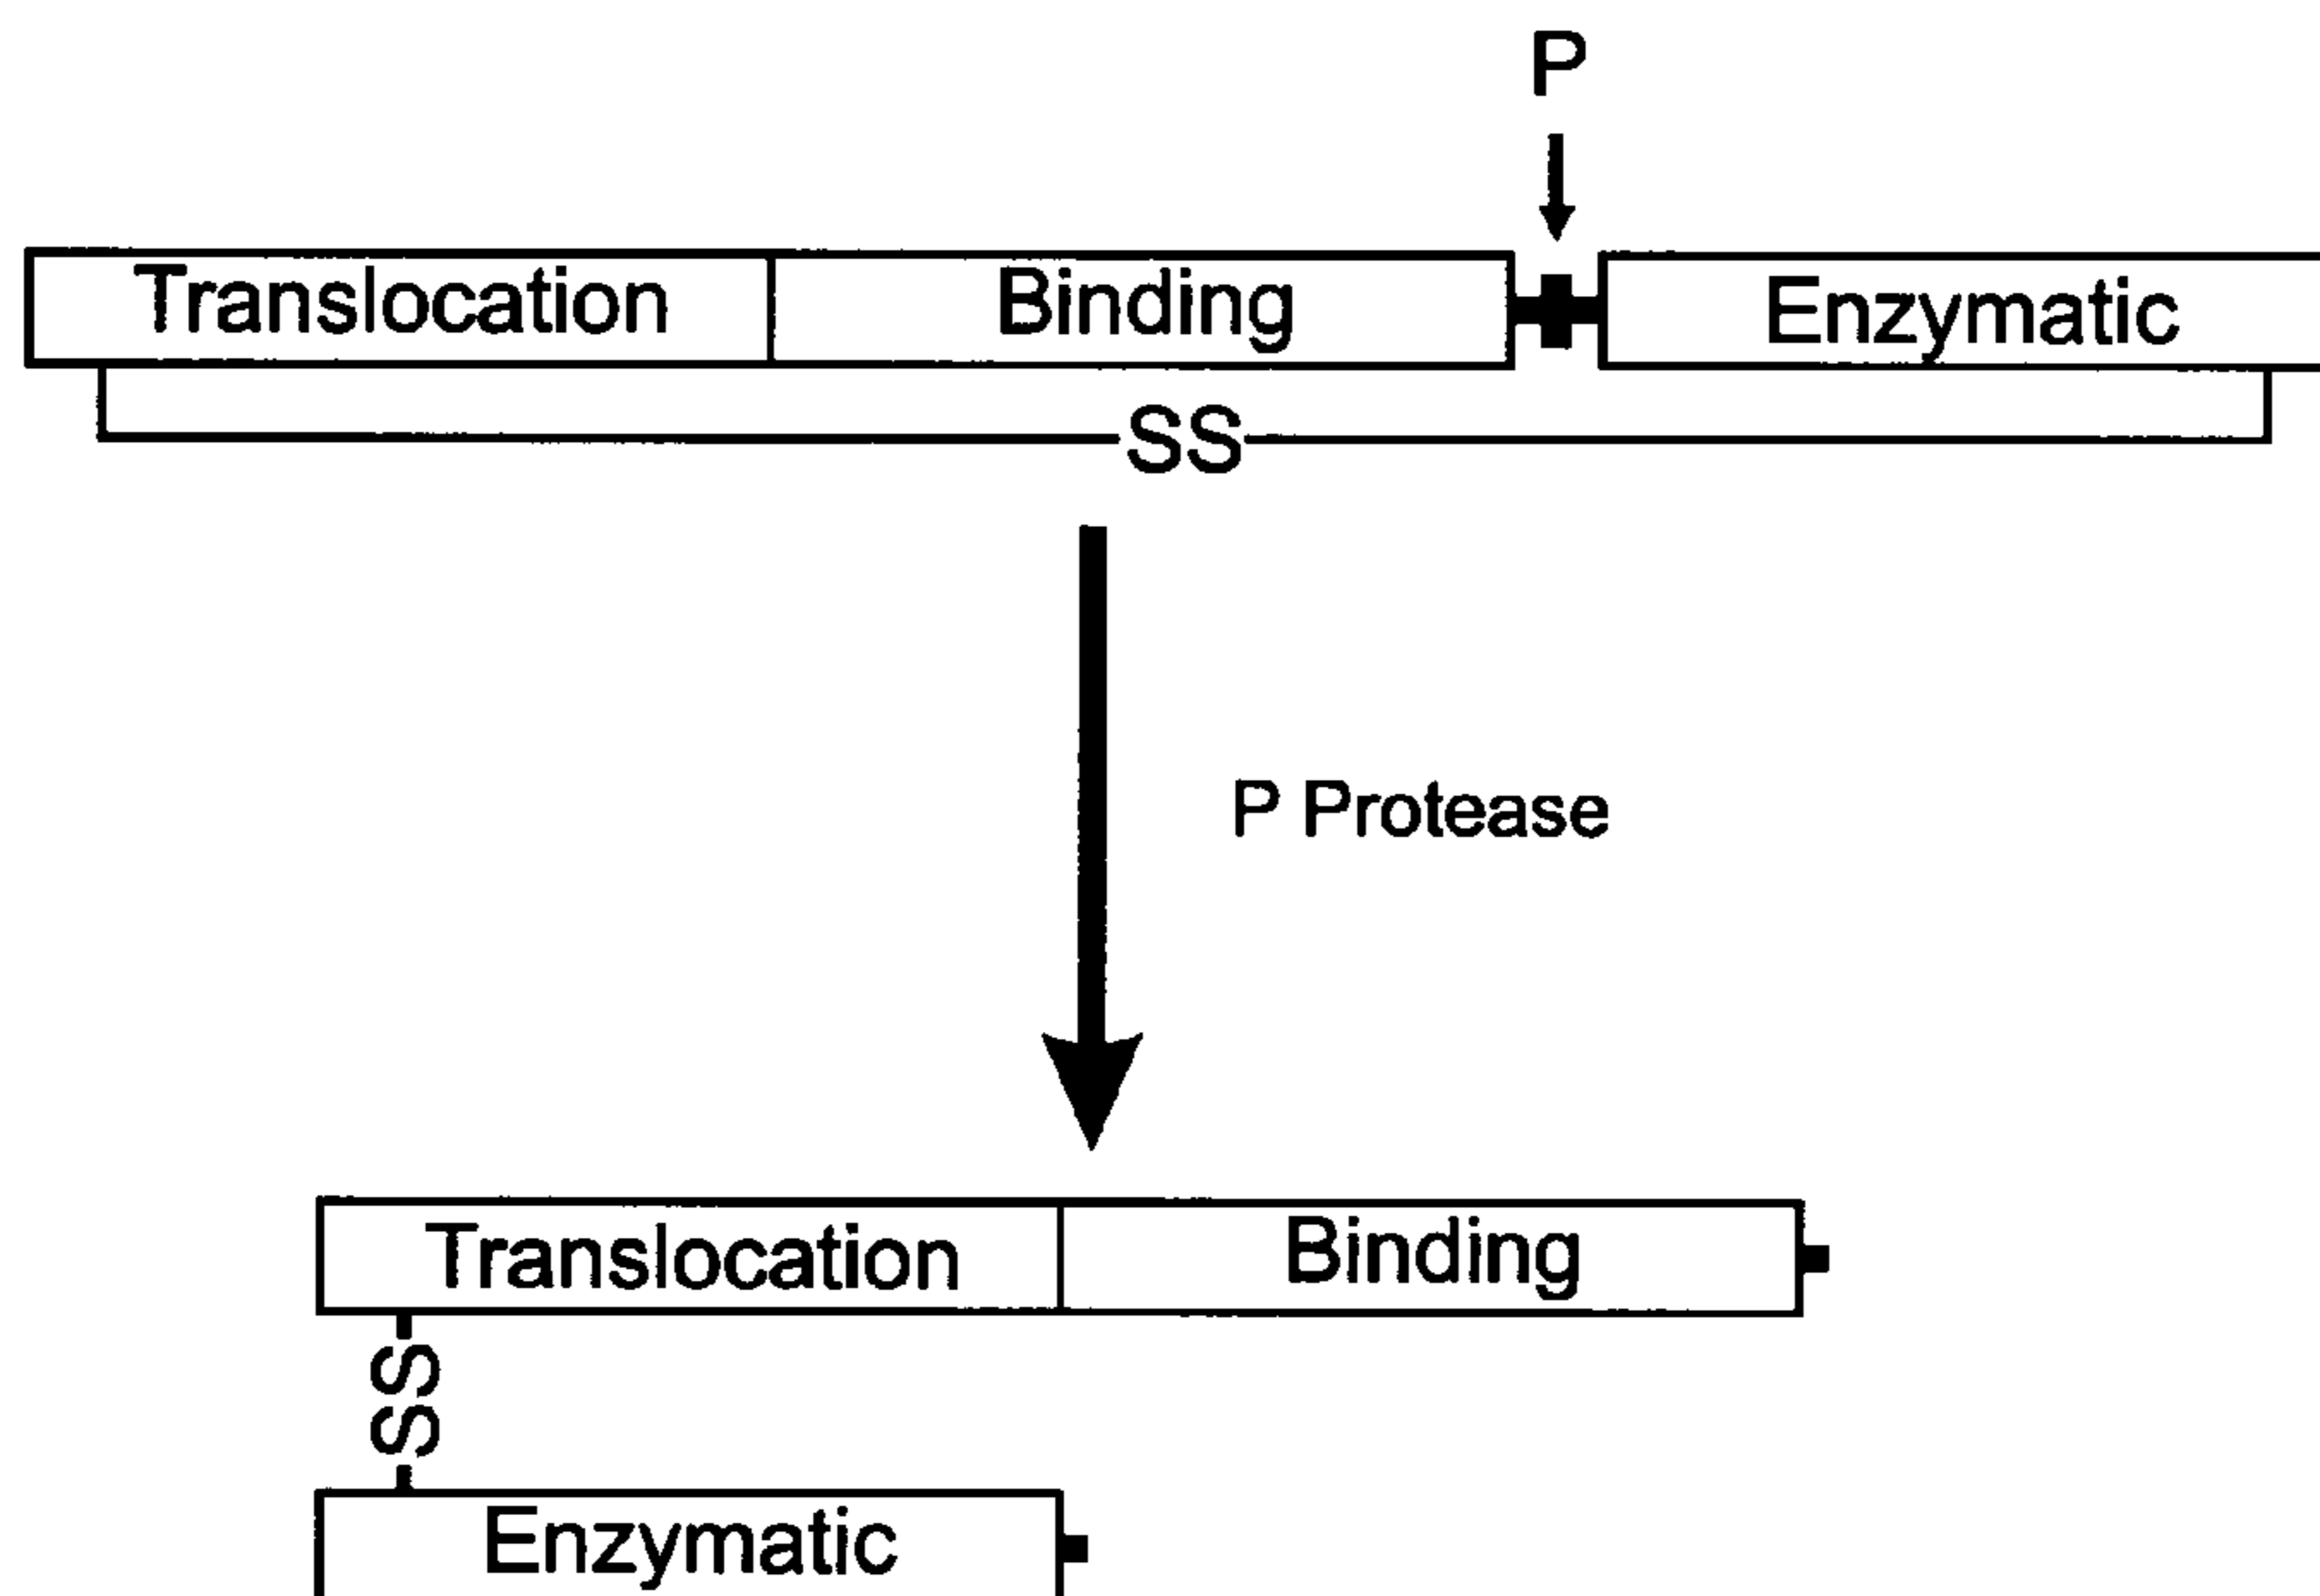 P
Translocation Binding Enzymatic
SS
P Protease
Translocation Binding
SS
Enzymatic